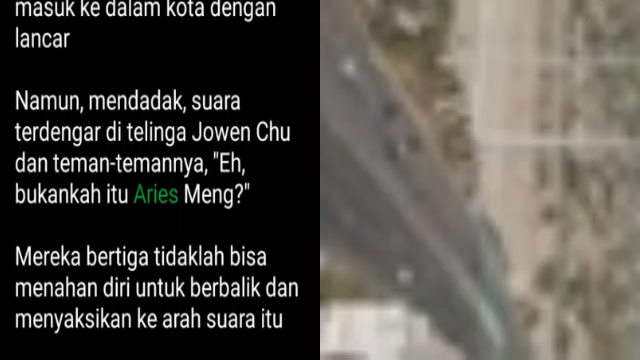 masuk ke dalam kota dengan
lancar
Namun, mendadak, suara
terdengar di telinga Jowen Chu
dan teman-temannya, "Eh,
bukankah itu Aries Meng?"
Mereka bertiga tidaklah bisa
menahan diri untuk berbalik dan
menyaksikan ke arah suara itu